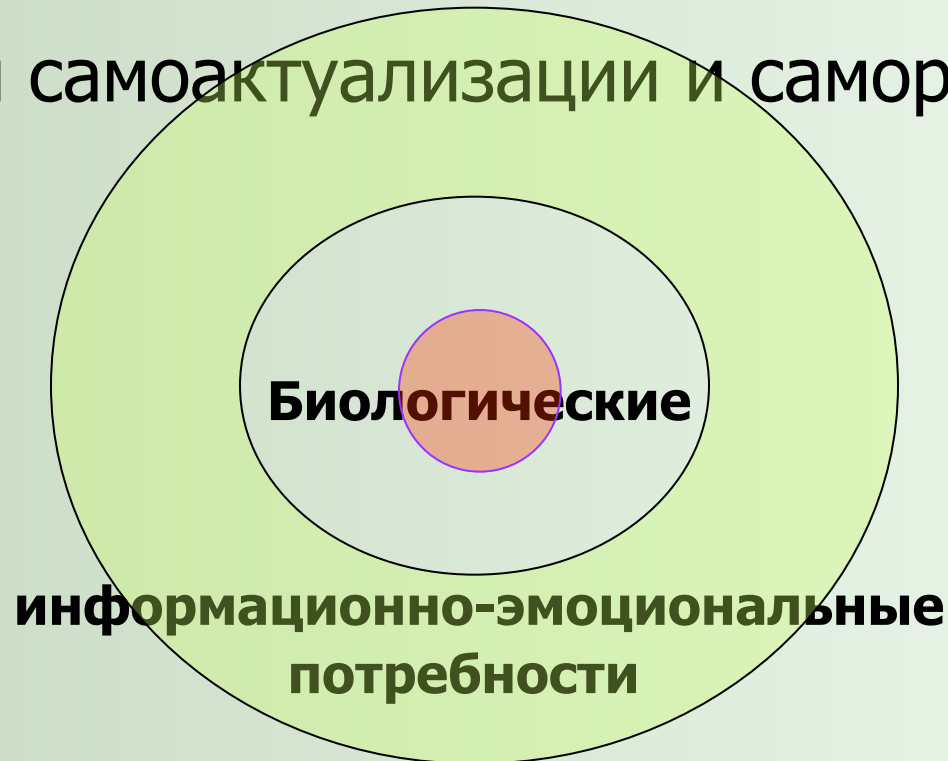 самоактуализации и самор
Биологические
информационно-эмоциональные
потребности